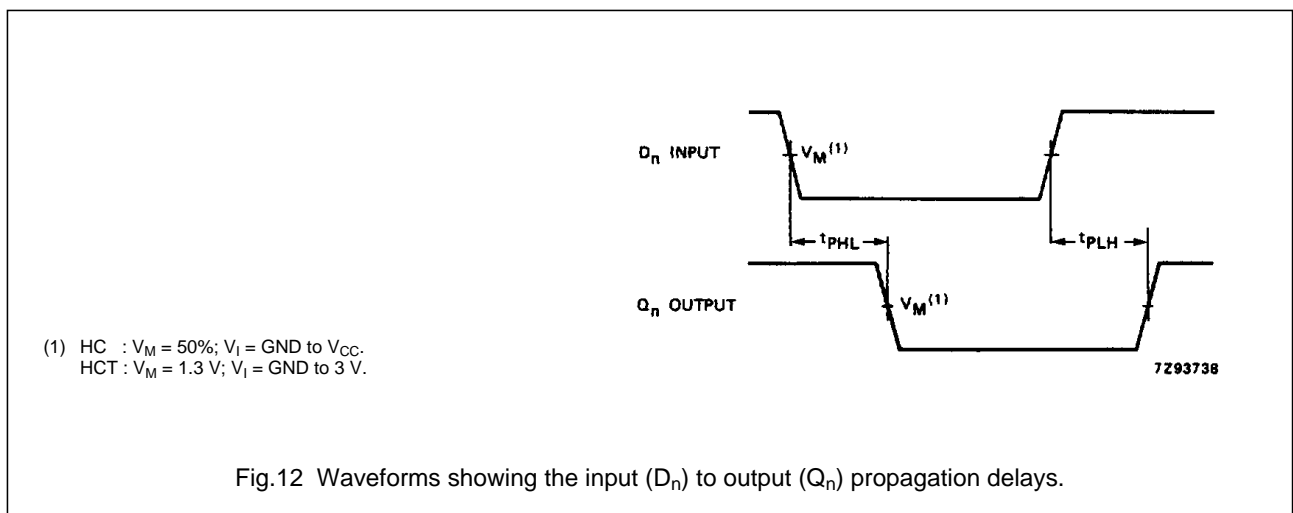 Dn INPUT
VM(1)
tPHL
tPLH
Qn OUTPUT
VM(1)
(1) HC : VM = 50%; VI = GND to VCC.
HCT : VM = 1.3 V; VI = GND to 3 V.
7Z93738
Fig.12 Waveforms showing the input (Dn) to output (Qn) propagation delays.